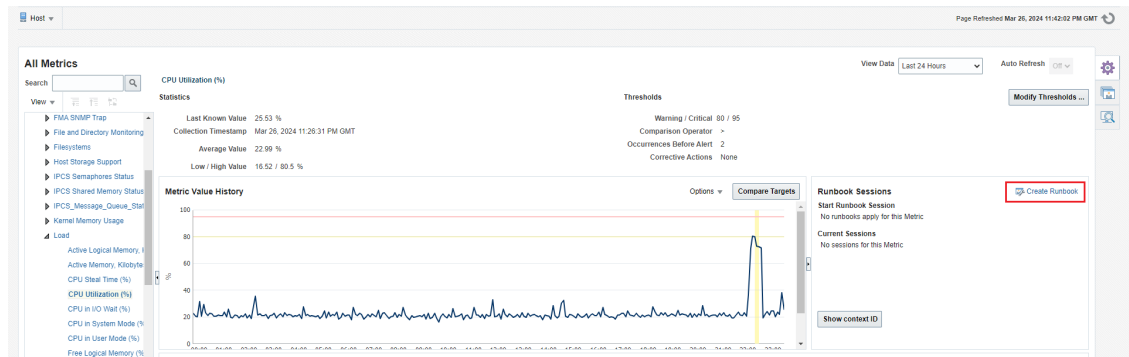 Host
Page Refreshed Mar 26, 2024 11:42:02 PM GMT
All Metrics
View Data Last 24 Hours
Auto Refresh Off
Search
CPU Utilization (%)
View
Statistics
Thresholds
Modify Thresholds ...
FMA SNMP Trap
File and Directory Monitoring
Filesystems
Host Storage Support
IPCS Semaphores Status
IPCS Shared Memory Status
IPCS_Message_Queue_Stat
Kernel Memory Usage
Load
Active Logical Memory,
Active Memory, Kilobyte
CPU Steal Time (%)
CPU Utilization (%)
CPU in I/O Wait (%)
CPU in System Mode (%
CPU in User Mode (%)
Free Logical Memory (%
Last Known Value 25.53 %
Collection Timestamp Mar 26, 2024 11:26:31 PM GMT
Average Value 22.99 %
Low / High Value 16.52 / 80.5 %
Warning / Critical 80 / 95
Comparison Operator >
Occurrences Before Alert 2
Corrective Actions None
Metric Value History
Options
Compare Targets
100
80
60
40
20
0
%
Runbook Sessions
Create Runbook
Start Runbook Session
No runbooks apply for this Metric
Current Sessions
No sessions for this Metric
Show context ID